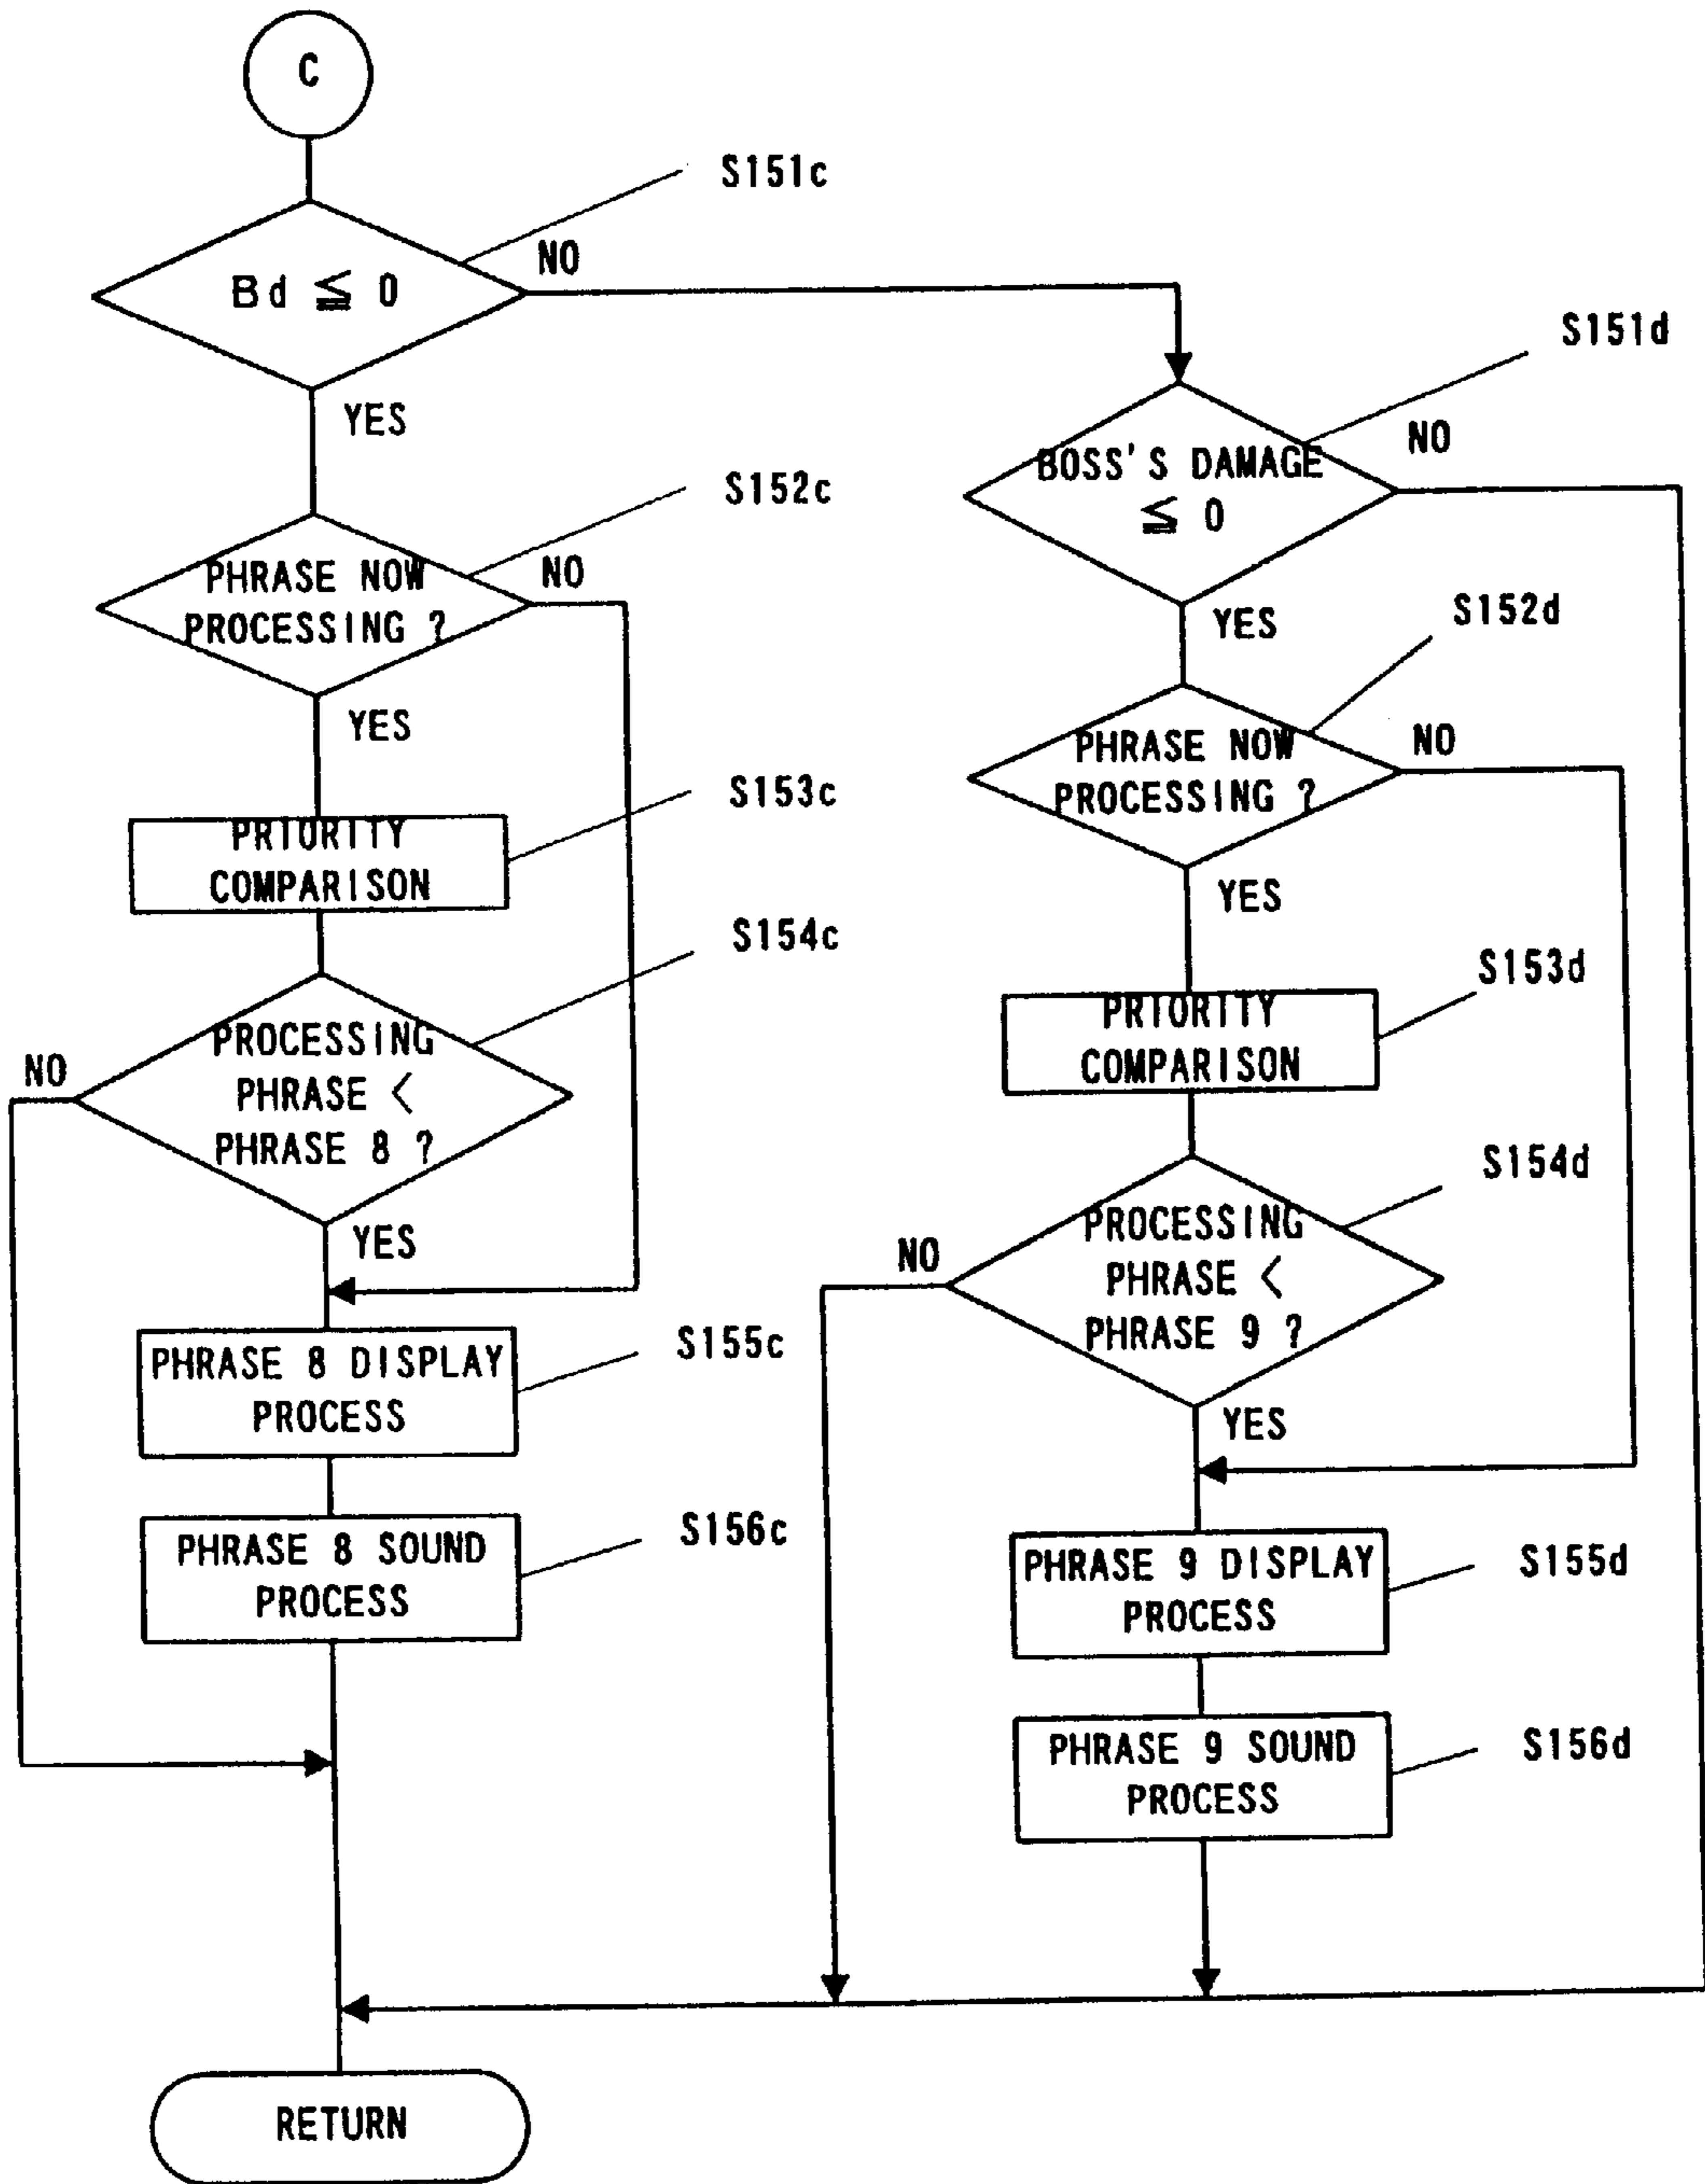 C
S151c
NO
Bd ≦ 0
YES
S152c
PHRASE NOW
PROCESSING ?
NO
YES
S153c
PRIORITY
COMPARISON
S154c
PROCESSING
PHRASE <
PHRASE 8 ?
NO
YES
S155c
PHRASE 8 DISPLAY
PROCESS
S156c
PHRASE 8 SOUND
PROCESS
RETURN
S151d
NO
BOSS'S DAMAGE
≦ 0
YES
S152d
PHRASE NOW
PROCESSING ?
NO
YES
S153d
PRIORITY
COMPARISON
S154d
PROCESSING
PHRASE <
PHRASE 9 ?
NO
YES
PHRASE 9 DISPLAY
PROCESS
S155d
PHRASE 9 SOUND
PROCESS
S156d